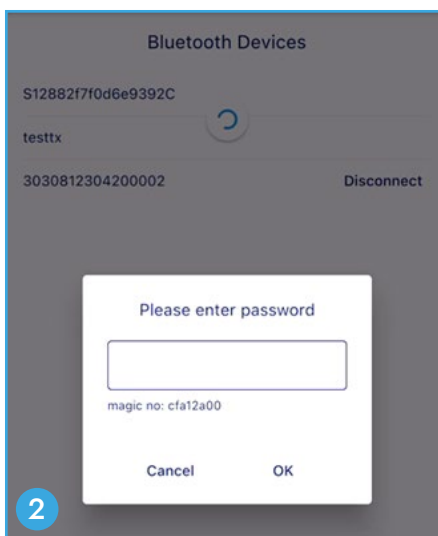 Bluetooth Devices
S12882f7f0d6e9392C
testtx
3030812304200002 Disconnect
Please enter password
magic no: cfa12a00
Cancel OK
2